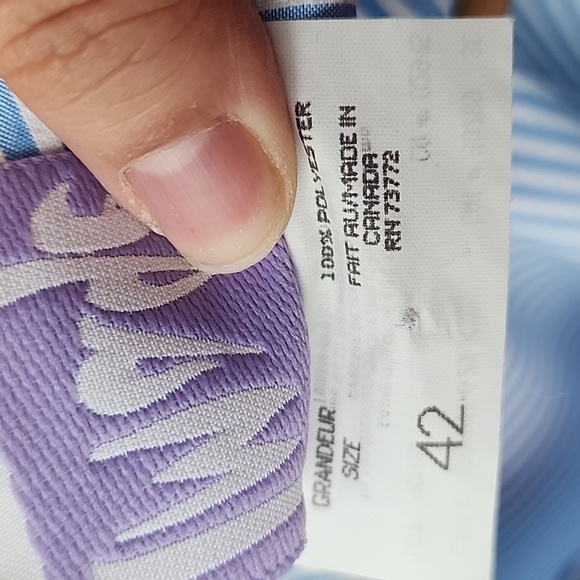 100% POLYESTER
FAIT AU/MADE IN
CANADA
RN 73772
GRANDEUR
SIZE
42